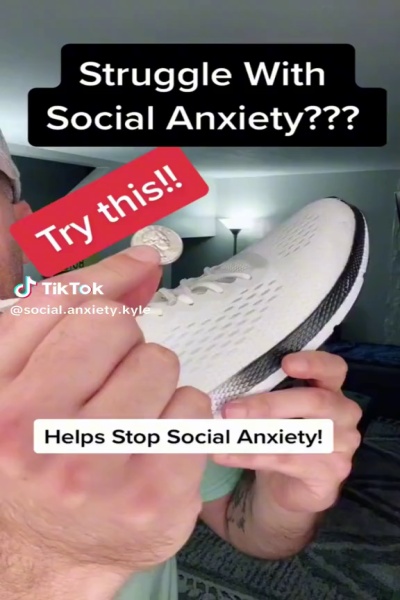 Struggle With
Social Anxiety???
Try this!!
TikTok
@social.anxiety.kyle
Helps Stop Social Anxiety!